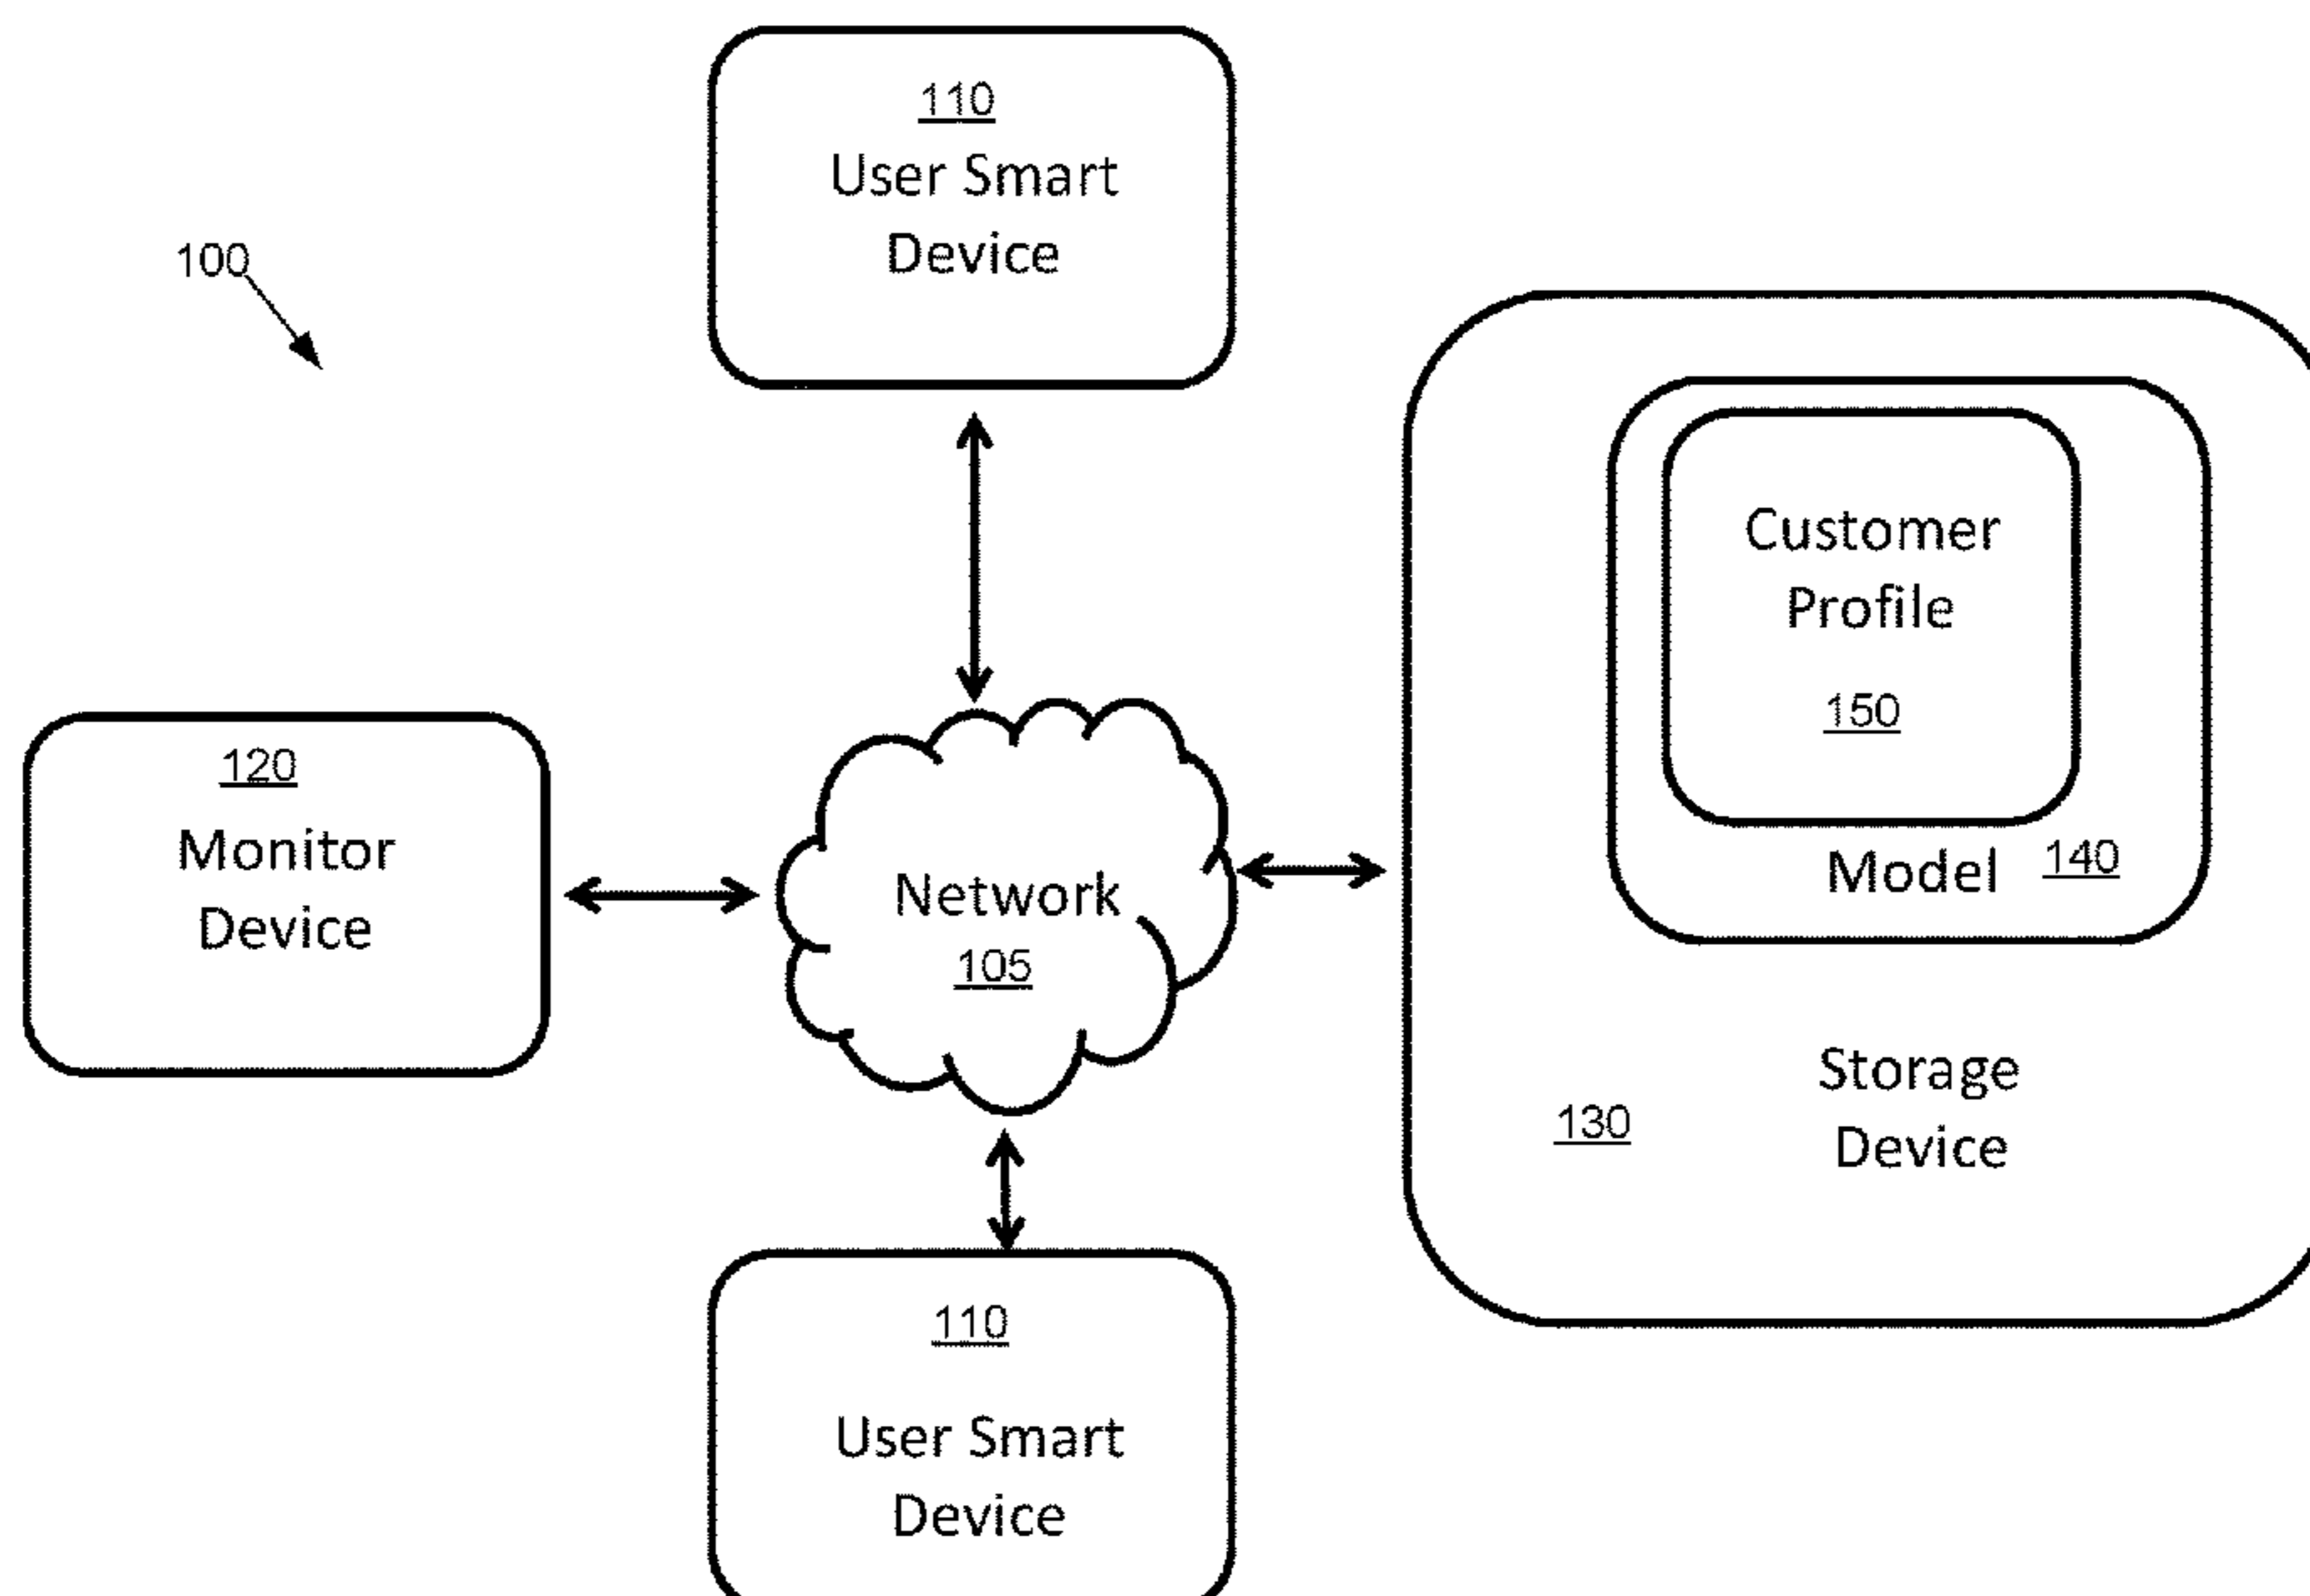 110
User Smart
Device
100
Customer
Profile
150
Model 140
120
Monitor
Device
Network
105
Storage
Device
130
110
User Smart
Device